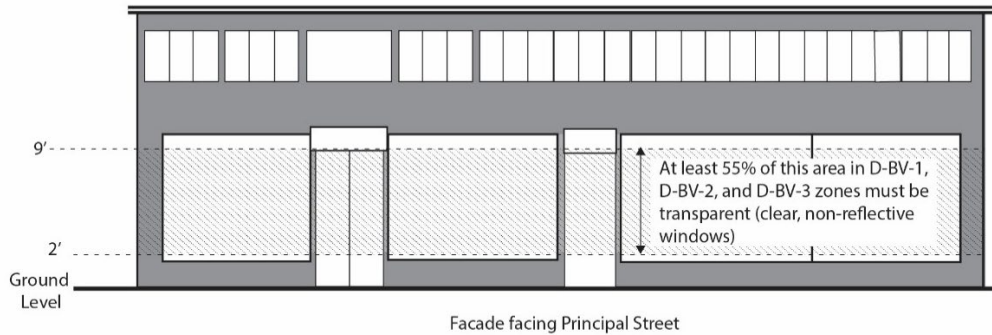 9'
At least 55% of this area in D-BV-1,
D-BV-2, and D-BV-3 zones must be
transparent (clear, non-reflective
windows)
2'
Ground
Level
Facade facing Principal Street